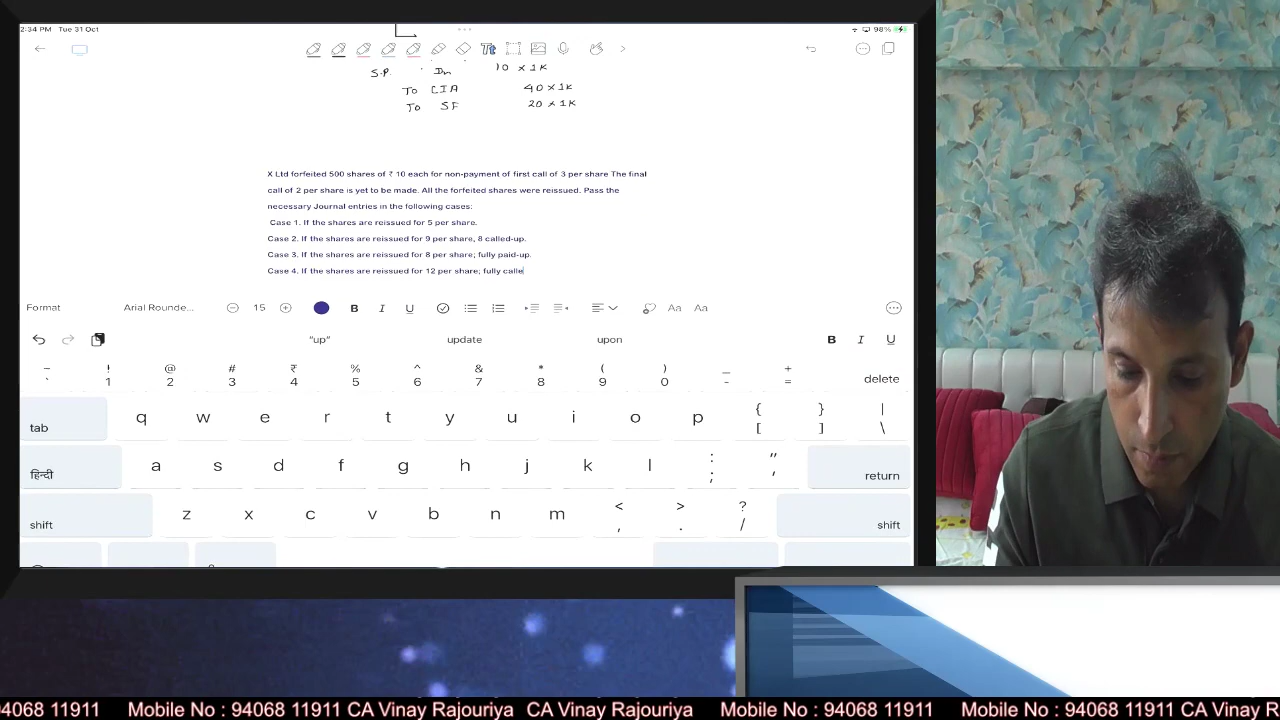 2:34 PM Tue 31 Oct
98%
10 x 1K
S.P. Dr
To CIA 40 x 1K
To SF 20 x 1K
X Ltd forfeited 500 shares of ₹ 10 each for non-payment of first call of 3 per share The final
call of 2 per share is yet to be made. All the forfeited shares were reissued. Pass the
necessary Journal entries in the following cases:
Case 1. If the shares are reissued for 5 per share.
Case 2. If the shares are reissued for 9 per share, 8 called-up.
Case 3. If the shares are reissued for 8 per share; fully paid-up.
Case 4. If the shares are reissued for 12 per share; fully calle
Format Arial Rounde... 15 B I U Aa Aa
"up" update upon B I U
~ ! @ # ₹ % ^ & * ( ) _ +
` 1 2 3 4 5 6 7 8 9 0 - = delete
tab q w e r t y u i o p { [ } ] | \
हिन्दी a s d f g h j k l : ; " ' return
shift z x c v b n m < , > . ? / shift
94068 11911 Mobile No : 94068 11911 CA Vinay Rajouriya CA Vinay Rajouriya Mobile No : 94068 11911 CA Vinay R